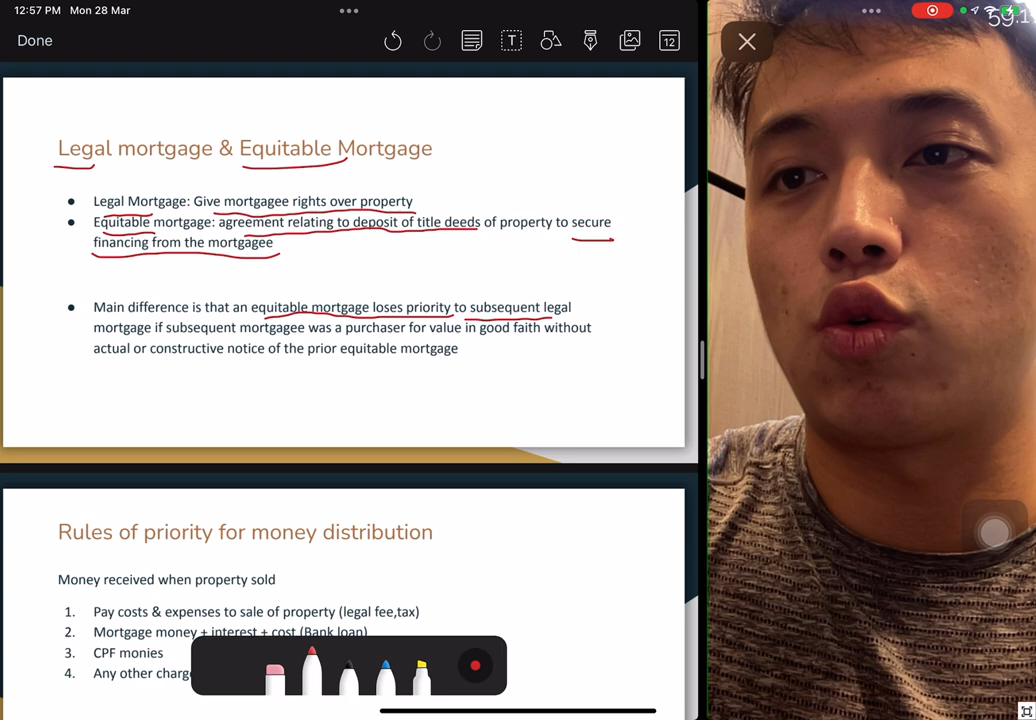 12:57 PM Mon 28 Mar
Done
T
12
Legal mortgage & Equitable Mortgage
● Legal Mortgage: Give mortgagee rights over property
● Equitable mortgage: agreement relating to deposit of title deeds of property to secure
financing from the mortgagee
● Main difference is that an equitable mortgage loses priority to subsequent legal
mortgage if subsequent mortgagee was a purchaser for value in good faith without
actual or constructive notice of the prior equitable mortgage
Rules of priority for money distribution
Money received when property sold
1. Pay costs & expenses to sale of property (legal fee,tax)
2. Mortgage money + interest + cost (Bank loan)
3. CPF monies
4. Any other